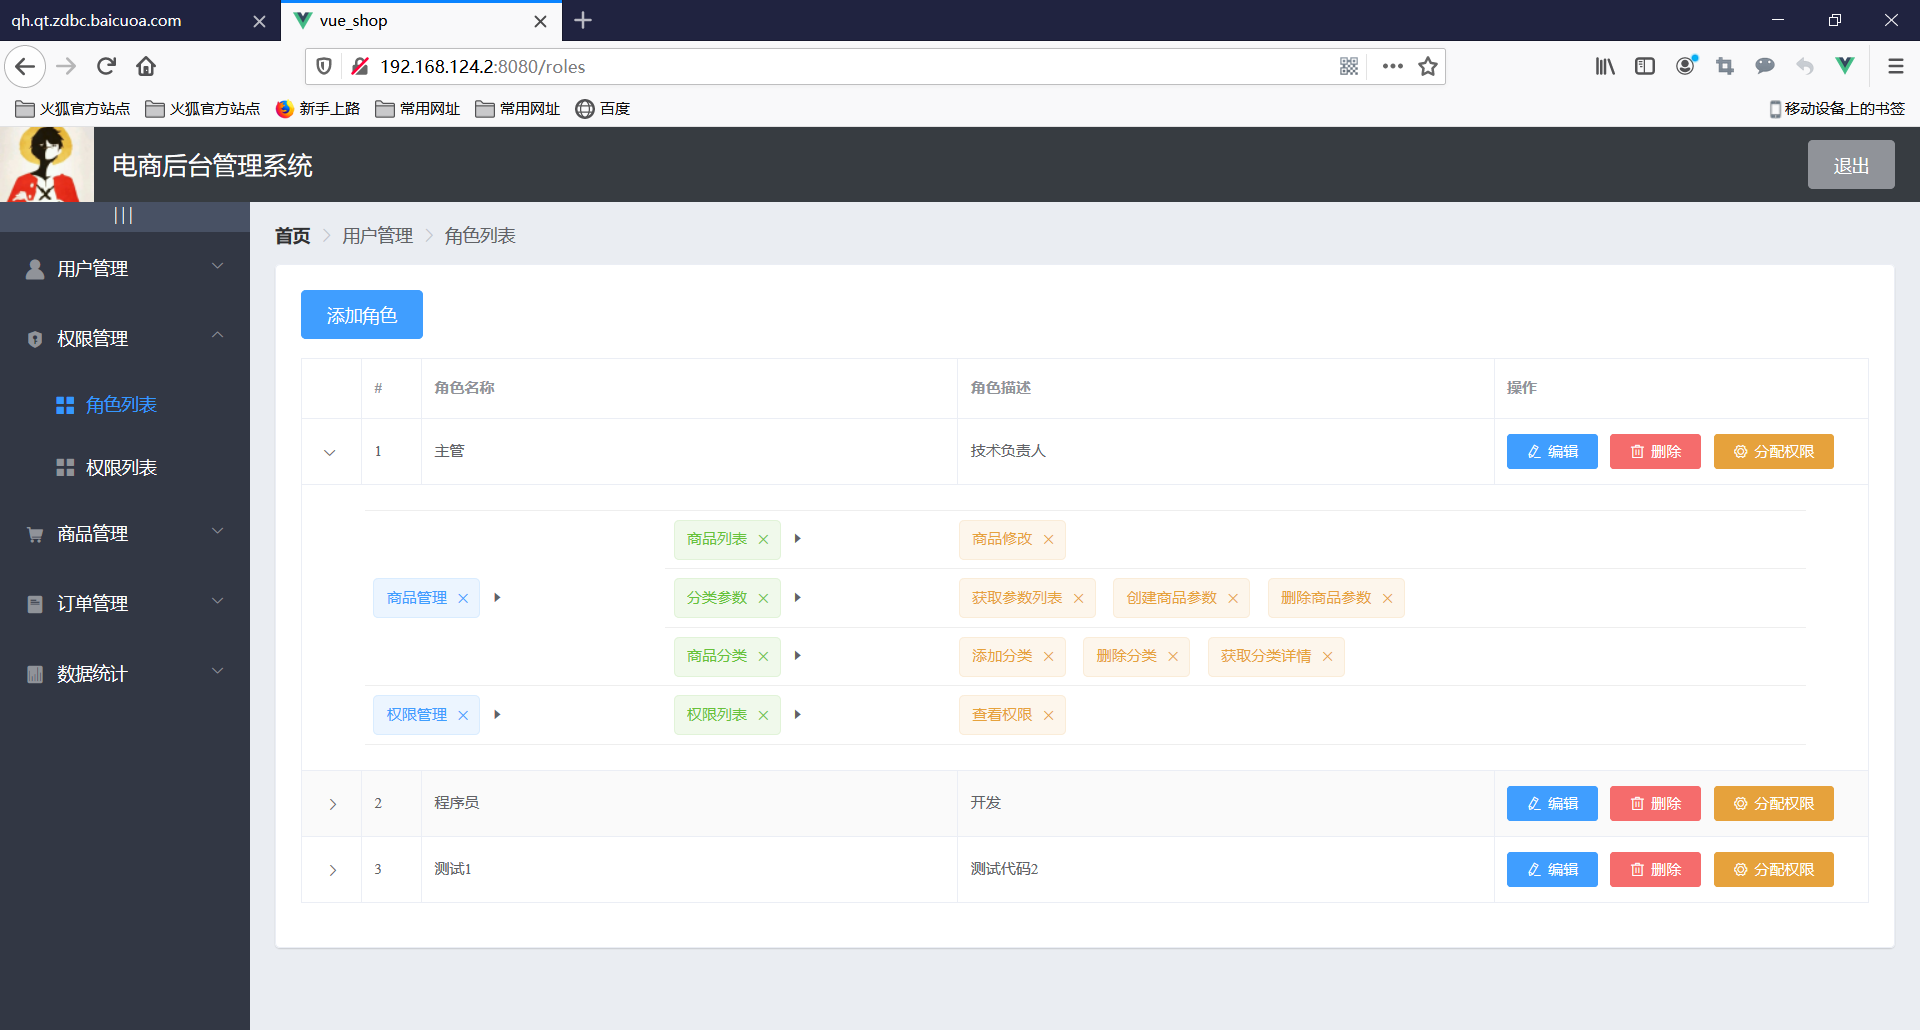 qh.qt.zdbc.baicuoa.com
vue_shop
192.168.124.2:8080/roles
火狐官方站点 火狐官方站点 新手上路 常用网址 常用网址 百度 移动设备上的书签
电商后台管理系统 退出
|||
用户管理
权限管理
角色列表
权限列表
商品管理
订单管理
数据统计
首页 用户管理 角色列表
添加角色
# 角色名称 角色描述 操作
1 主管 技术负责人 编辑 删除 分配权限
商品列表 商品修改
商品管理 分类参数 获取参数列表 创建商品参数 删除商品参数
商品分类 添加分类 删除分类 获取分类详情
权限管理 权限列表 查看权限
2 程序员 开发 编辑 删除 分配权限
3 测试1 测试代码2 编辑 删除 分配权限